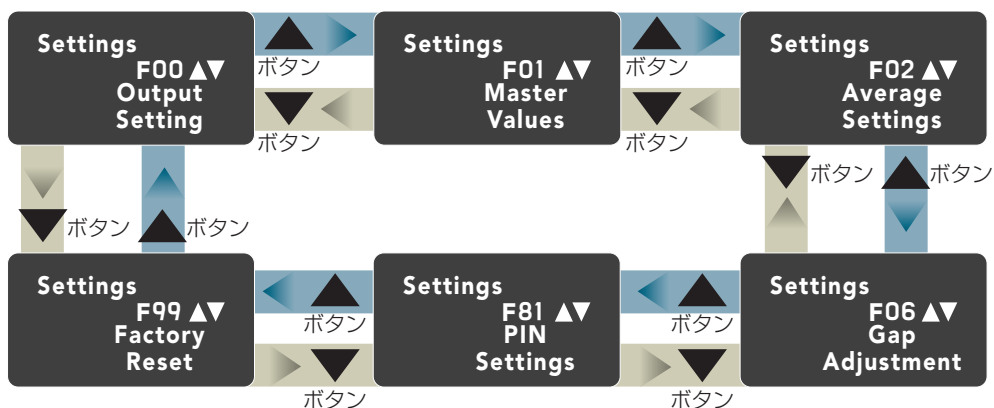 Settings
F00 ▲▼
Output
Setting
ボタン
ボタン
Settings
F01 ▲▼
Master
Values
ボタン
ボタン
Settings
F02 ▲▼
Average
Settings
ボタン
ボタン
ボタン
ボタン
Settings
F99 ▲▼
Factory
Reset
ボタン
ボタン
Settings
F81 ▲▼
PIN
Settings
ボタン
ボタン
Settings
F06 ▲▼
Gap
Adjustment